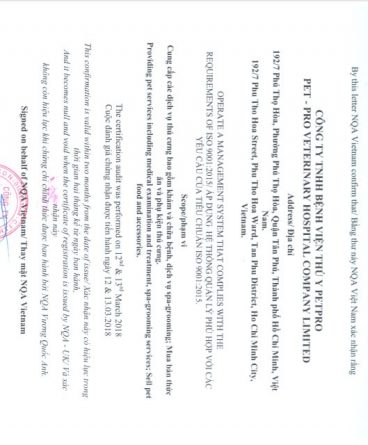 By this letter NQA Vietnam confirm that/ Bằng thư này NQA Việt Nam xác nhận rằng
CÔNG TY TNHH BỆNH VIỆN THÚ Y PETPRO
PET - PRO VETERINARY HOSPITAL COMPANY LIMITED
Address/ Địa chỉ
192/7 Phú Thọ Hòa, Phường Phú Thọ Hòa, Quận Tân Phú, Thành phố Hồ Chí Minh, Việt
Nam.
192/7 Phu Tho Hoa Street, Phu Tho Hoa Ward, Tan Phu District, Ho Chi Minh City,
Vietnam.
OPERATE A MANAGEMENT SYSTEM THAT COMPLIES WITH THE
REQUIREMENTS OF ISO 9001:2015/ ÁP DỤNG HỆ THỐNG QUẢN LÝ PHÙ HỢP VỚI CÁC
YÊU CẦU CỦA TIÊU CHUẨN ISO 9001:2015.
Scope/phạm vi
Cung cấp các dịch vụ thú cưng bao gồm khám và chữa bệnh, dịch vụ spa-grooming; Mua bán thức
ăn và phụ kiện thú cưng.
Providing pet services including medical examination and treatment, spa-grooming services; Sell pet
food and accessories.
The certification audit was performed on 12th & 13th March 2018
Cuộc đánh giá chứng nhận được tiến hành ngày 12 & 13.03.2018
This confirmation is valid within two months from the date of issue/ Xác nhận này có hiệu lực trong
thời gian hai tháng kể từ ngày ban hành.
And it becomes null and void when the certificate of registration is issued by NQA - UK/ Và xác
nhận này
không còn hiệu lực khi chứng chỉ chính thức được ban hành bởi NQA Vương Quốc Anh.
Signed on behalf of NQA Vietnam/ Thay mặt NQA Vietnam